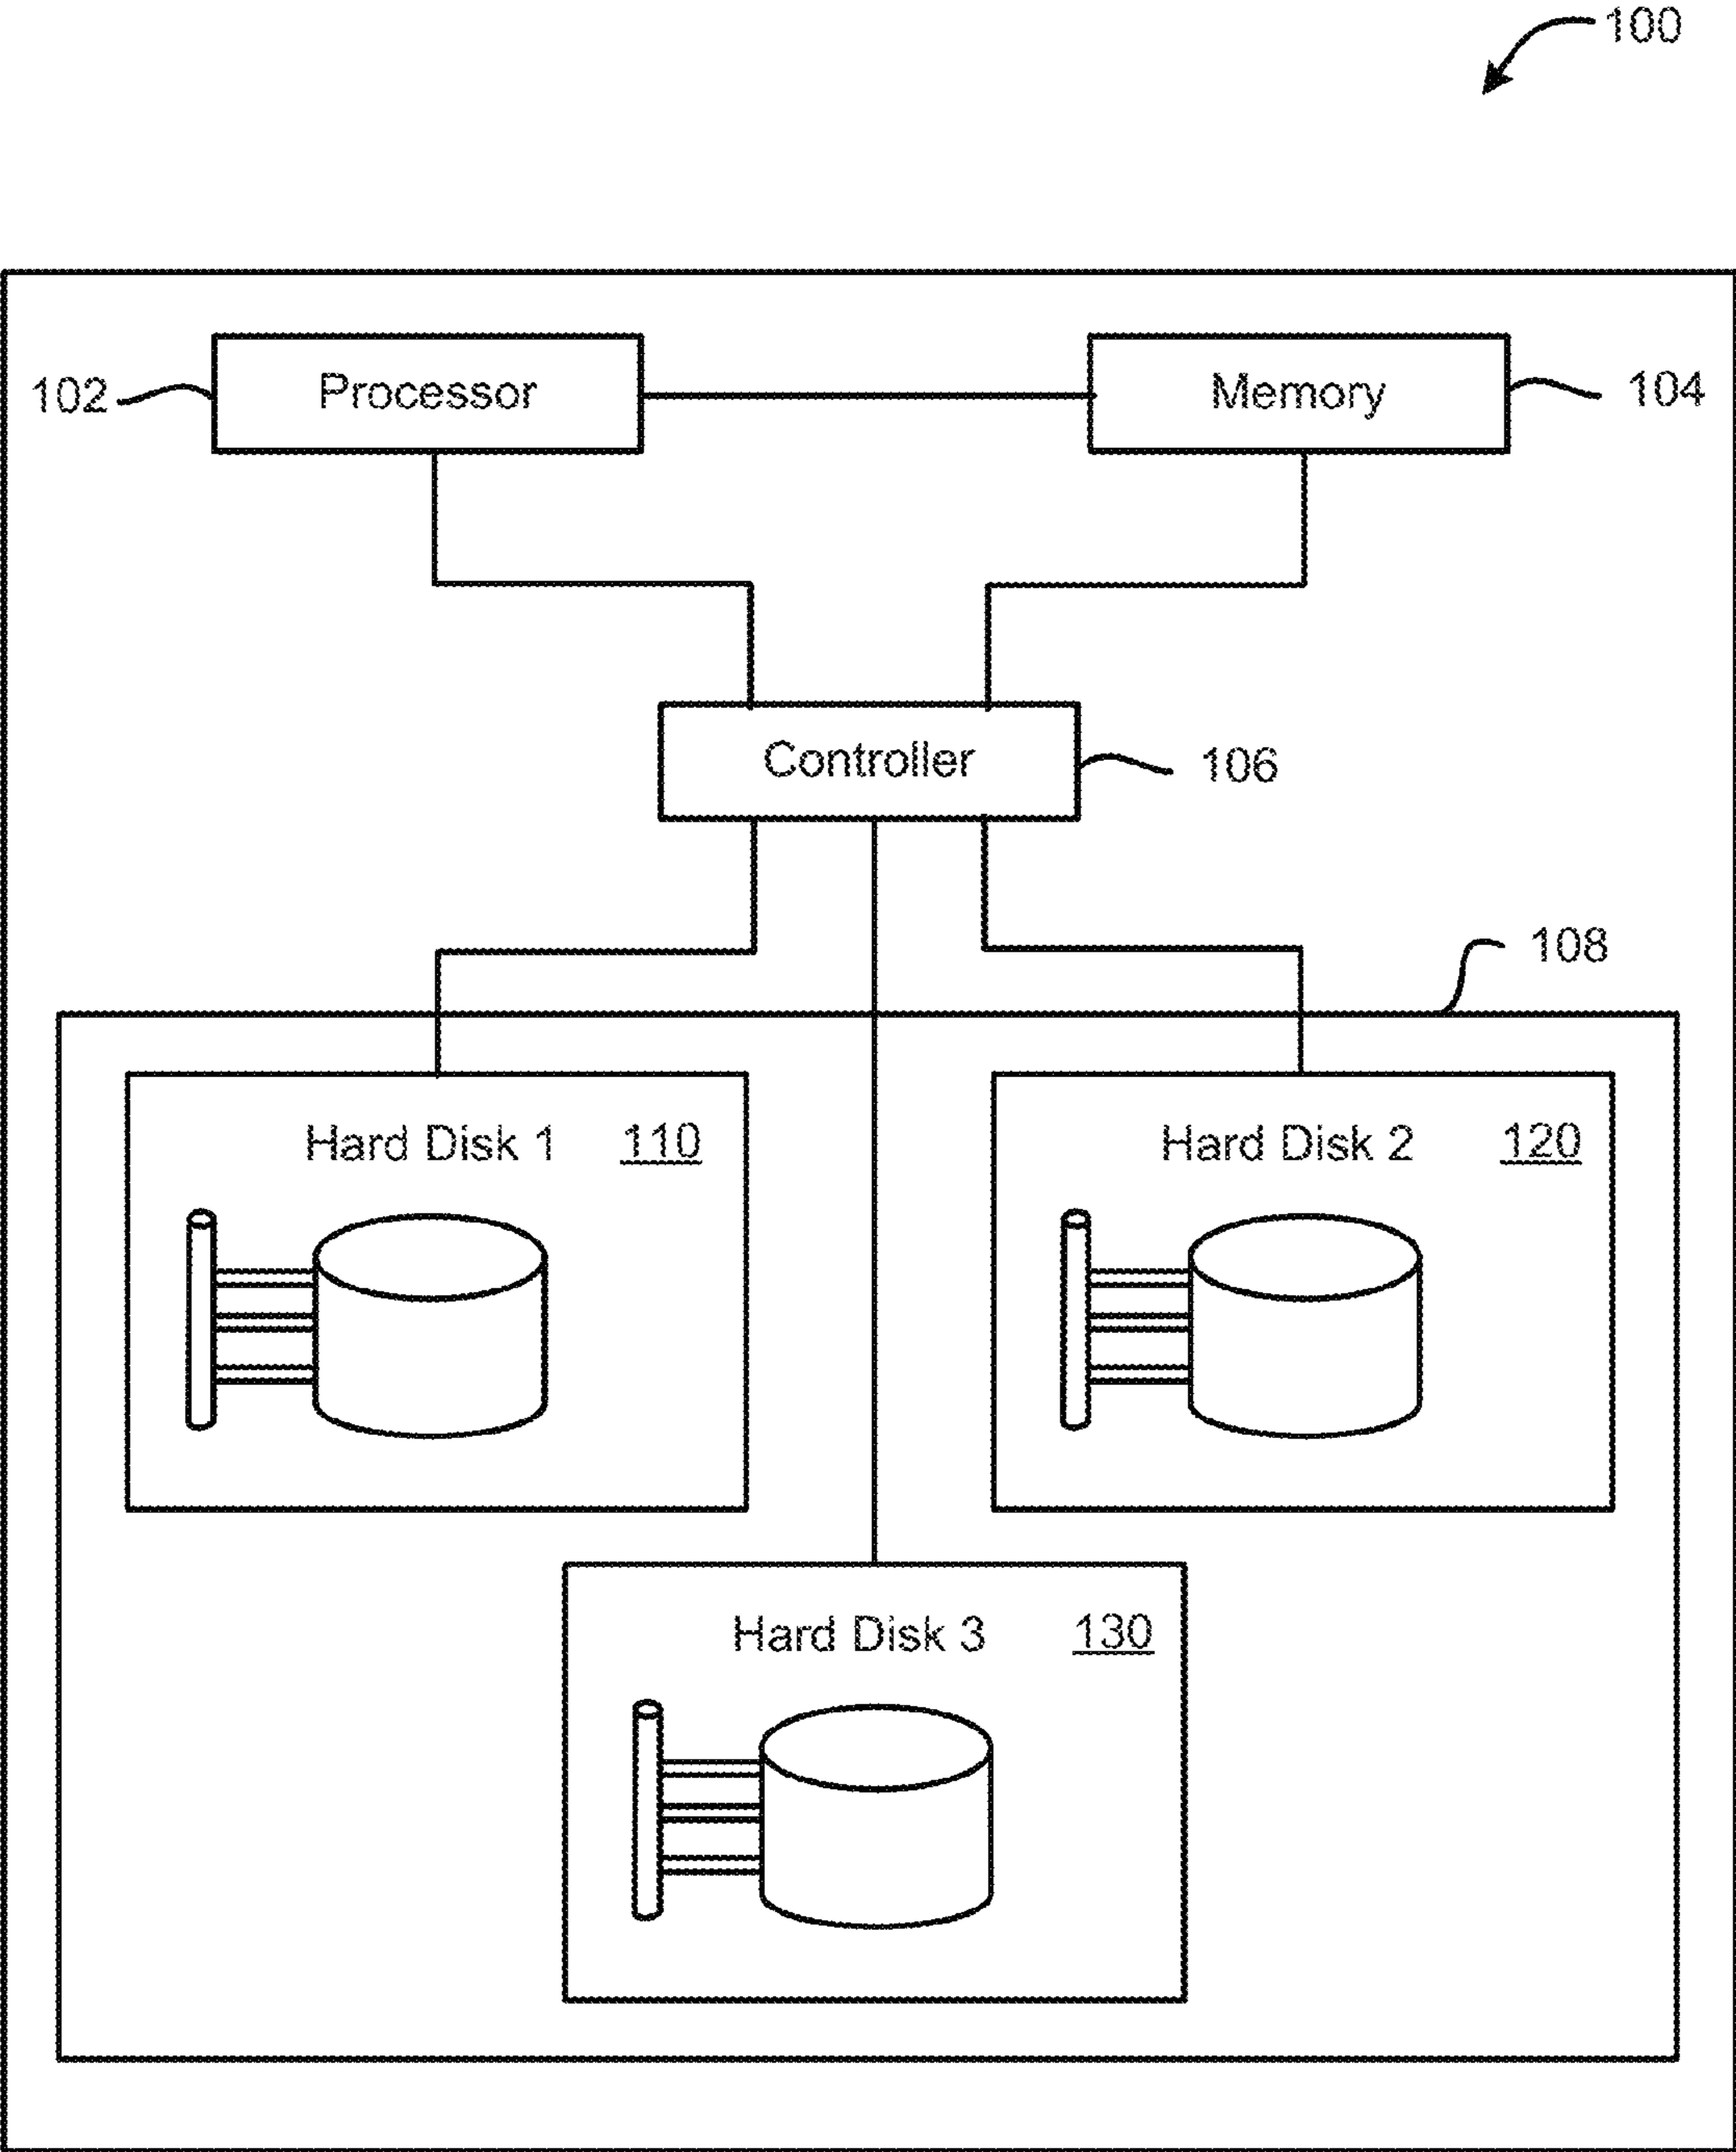 100
102 Processor Memory 104
Controller 106
108
Hard Disk 1 110 Hard Disk 2 120
Hard Disk 3 130